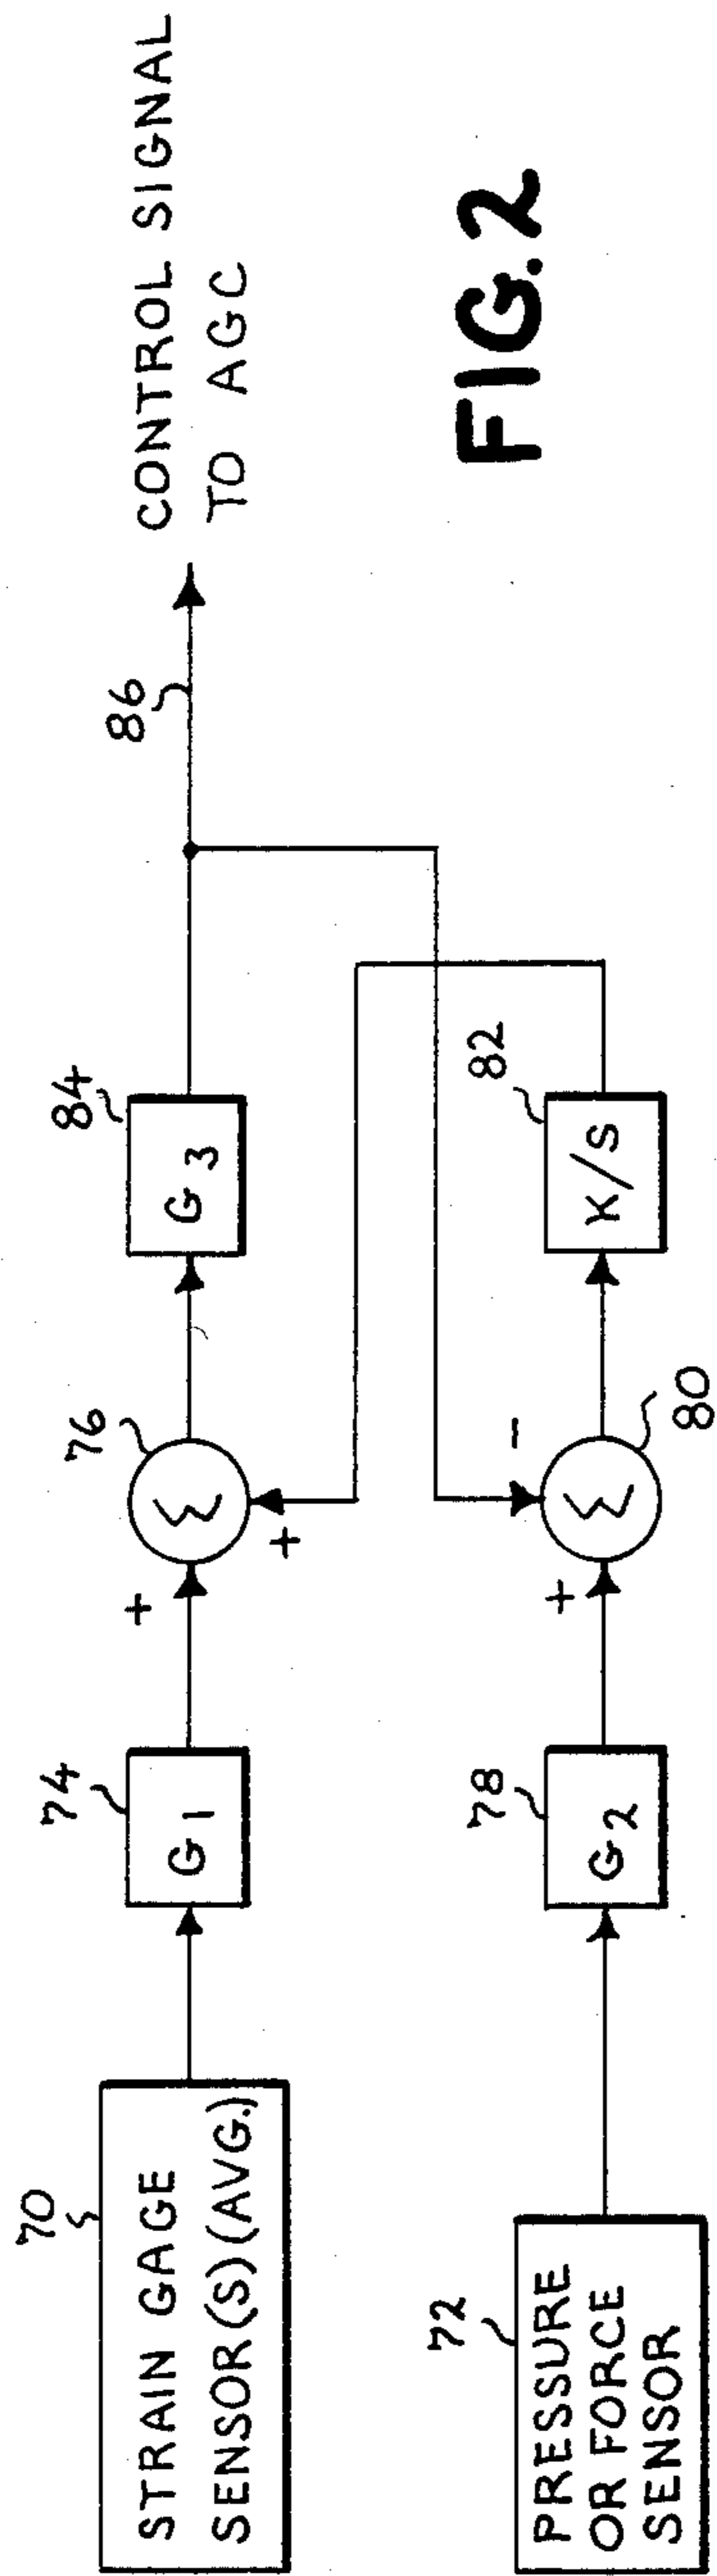 70
STRAIN GAGE
SENSOR(S)(AVG.)
74
G1
+
76
Σ
+
84
G3
86
CONTROL SIGNAL
TO AGC
72
PRESSURE
OR FORCE
SENSOR
78
G2
+
-
Σ
80
82
K/S
FIG.2